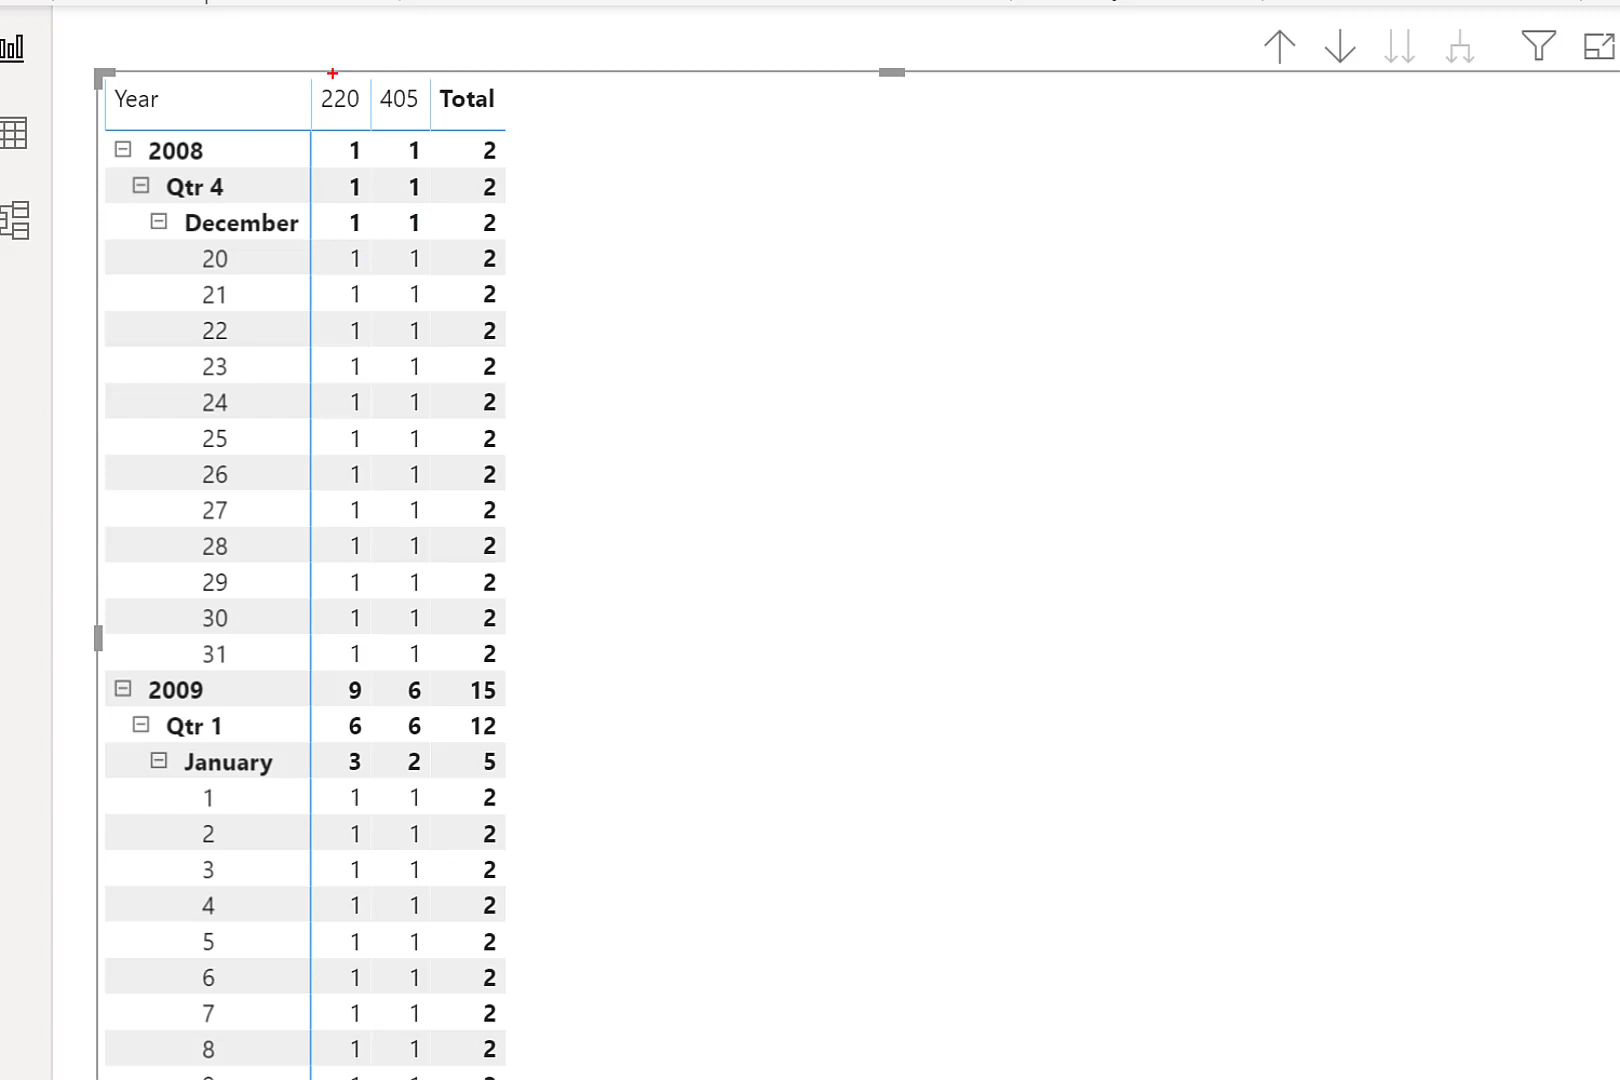 Year 220 405 Total
2008 1 1 2
Qtr 4 1 1 2
December 1 1 2
20 1 1 2
21 1 1 2
22 1 1 2
23 1 1 2
24 1 1 2
25 1 1 2
26 1 1 2
27 1 1 2
28 1 1 2
29 1 1 2
30 1 1 2
31 1 1 2
2009 9 6 15
Qtr 1 6 6 12
January 3 2 5
1 1 1 2
2 1 1 2
3 1 1 2
4 1 1 2
5 1 1 2
6 1 1 2
7 1 1 2
8 1 1 2